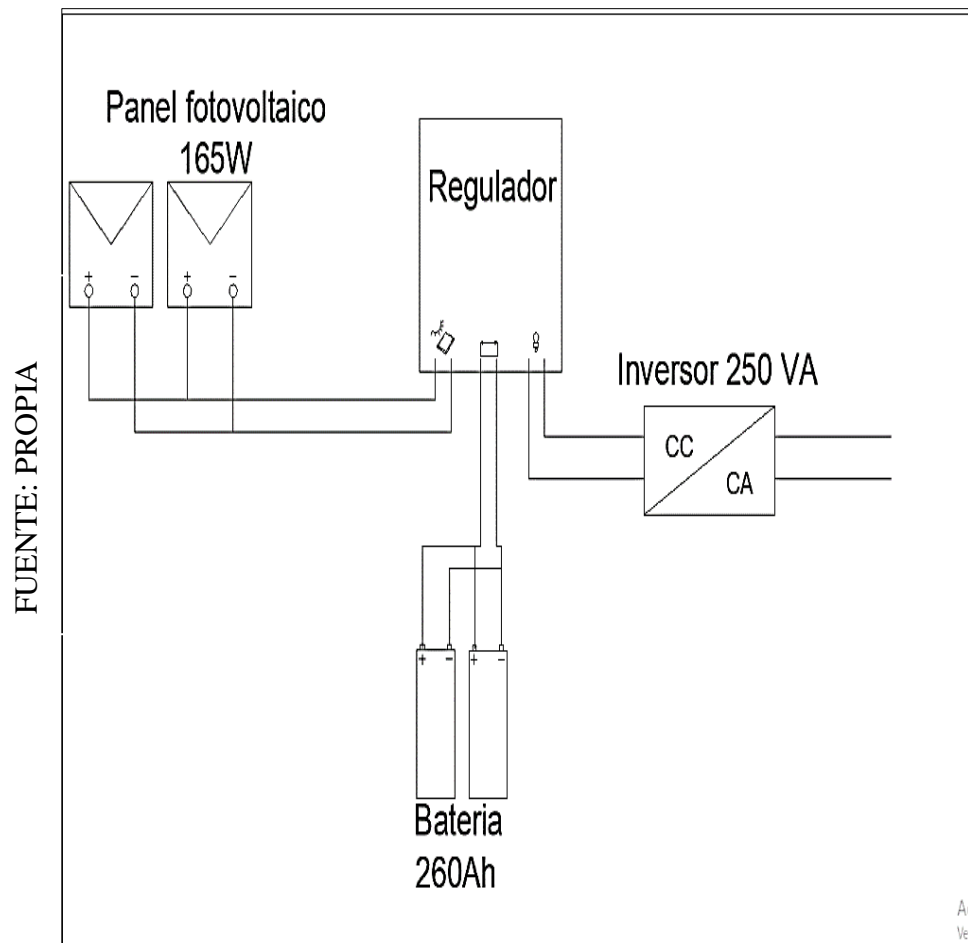 Panel fotovoltaico
165W
+ − + −
Regulador
Inversor 250 VA
CC
CA
+ − + −
Bateria
260Ah
FUENTE: PROPIA